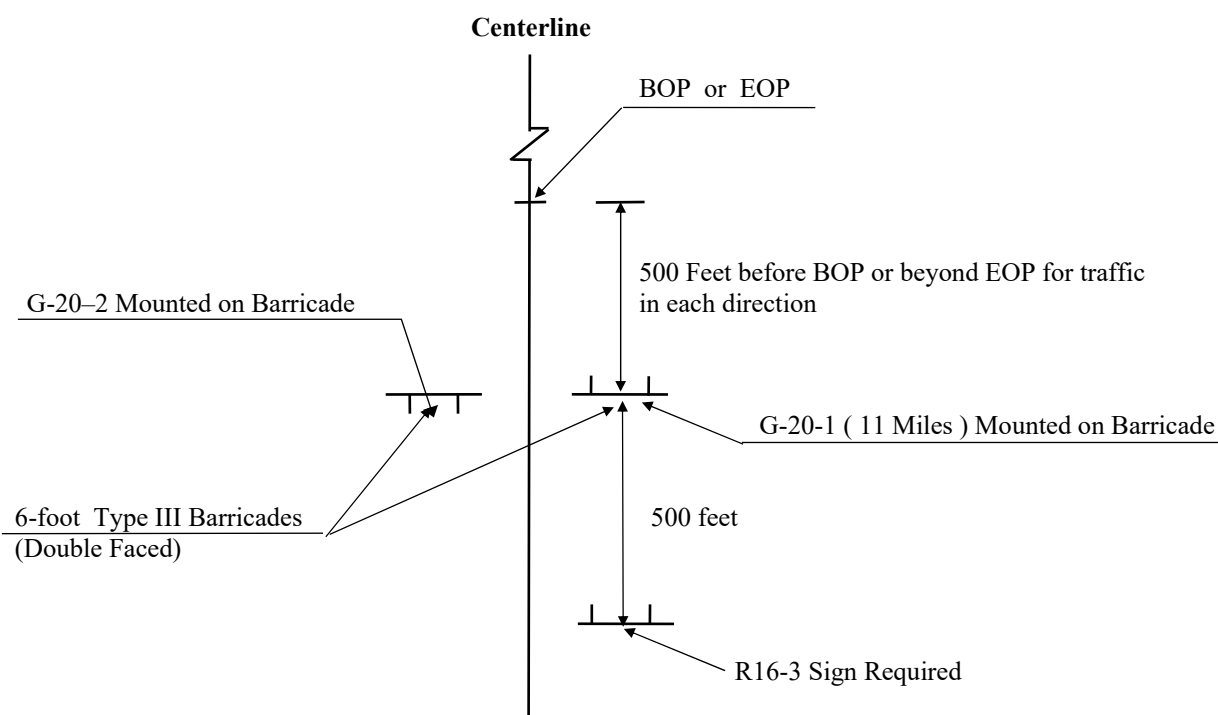 Centerline
BOP or EOP
500 Feet before BOP or beyond EOP for traffic
in each direction
G-20–2 Mounted on Barricade
G-20-1 ( 11 Miles ) Mounted on Barricade
6-foot Type III Barricades
(Double Faced)
500 feet
R16-3 Sign Required